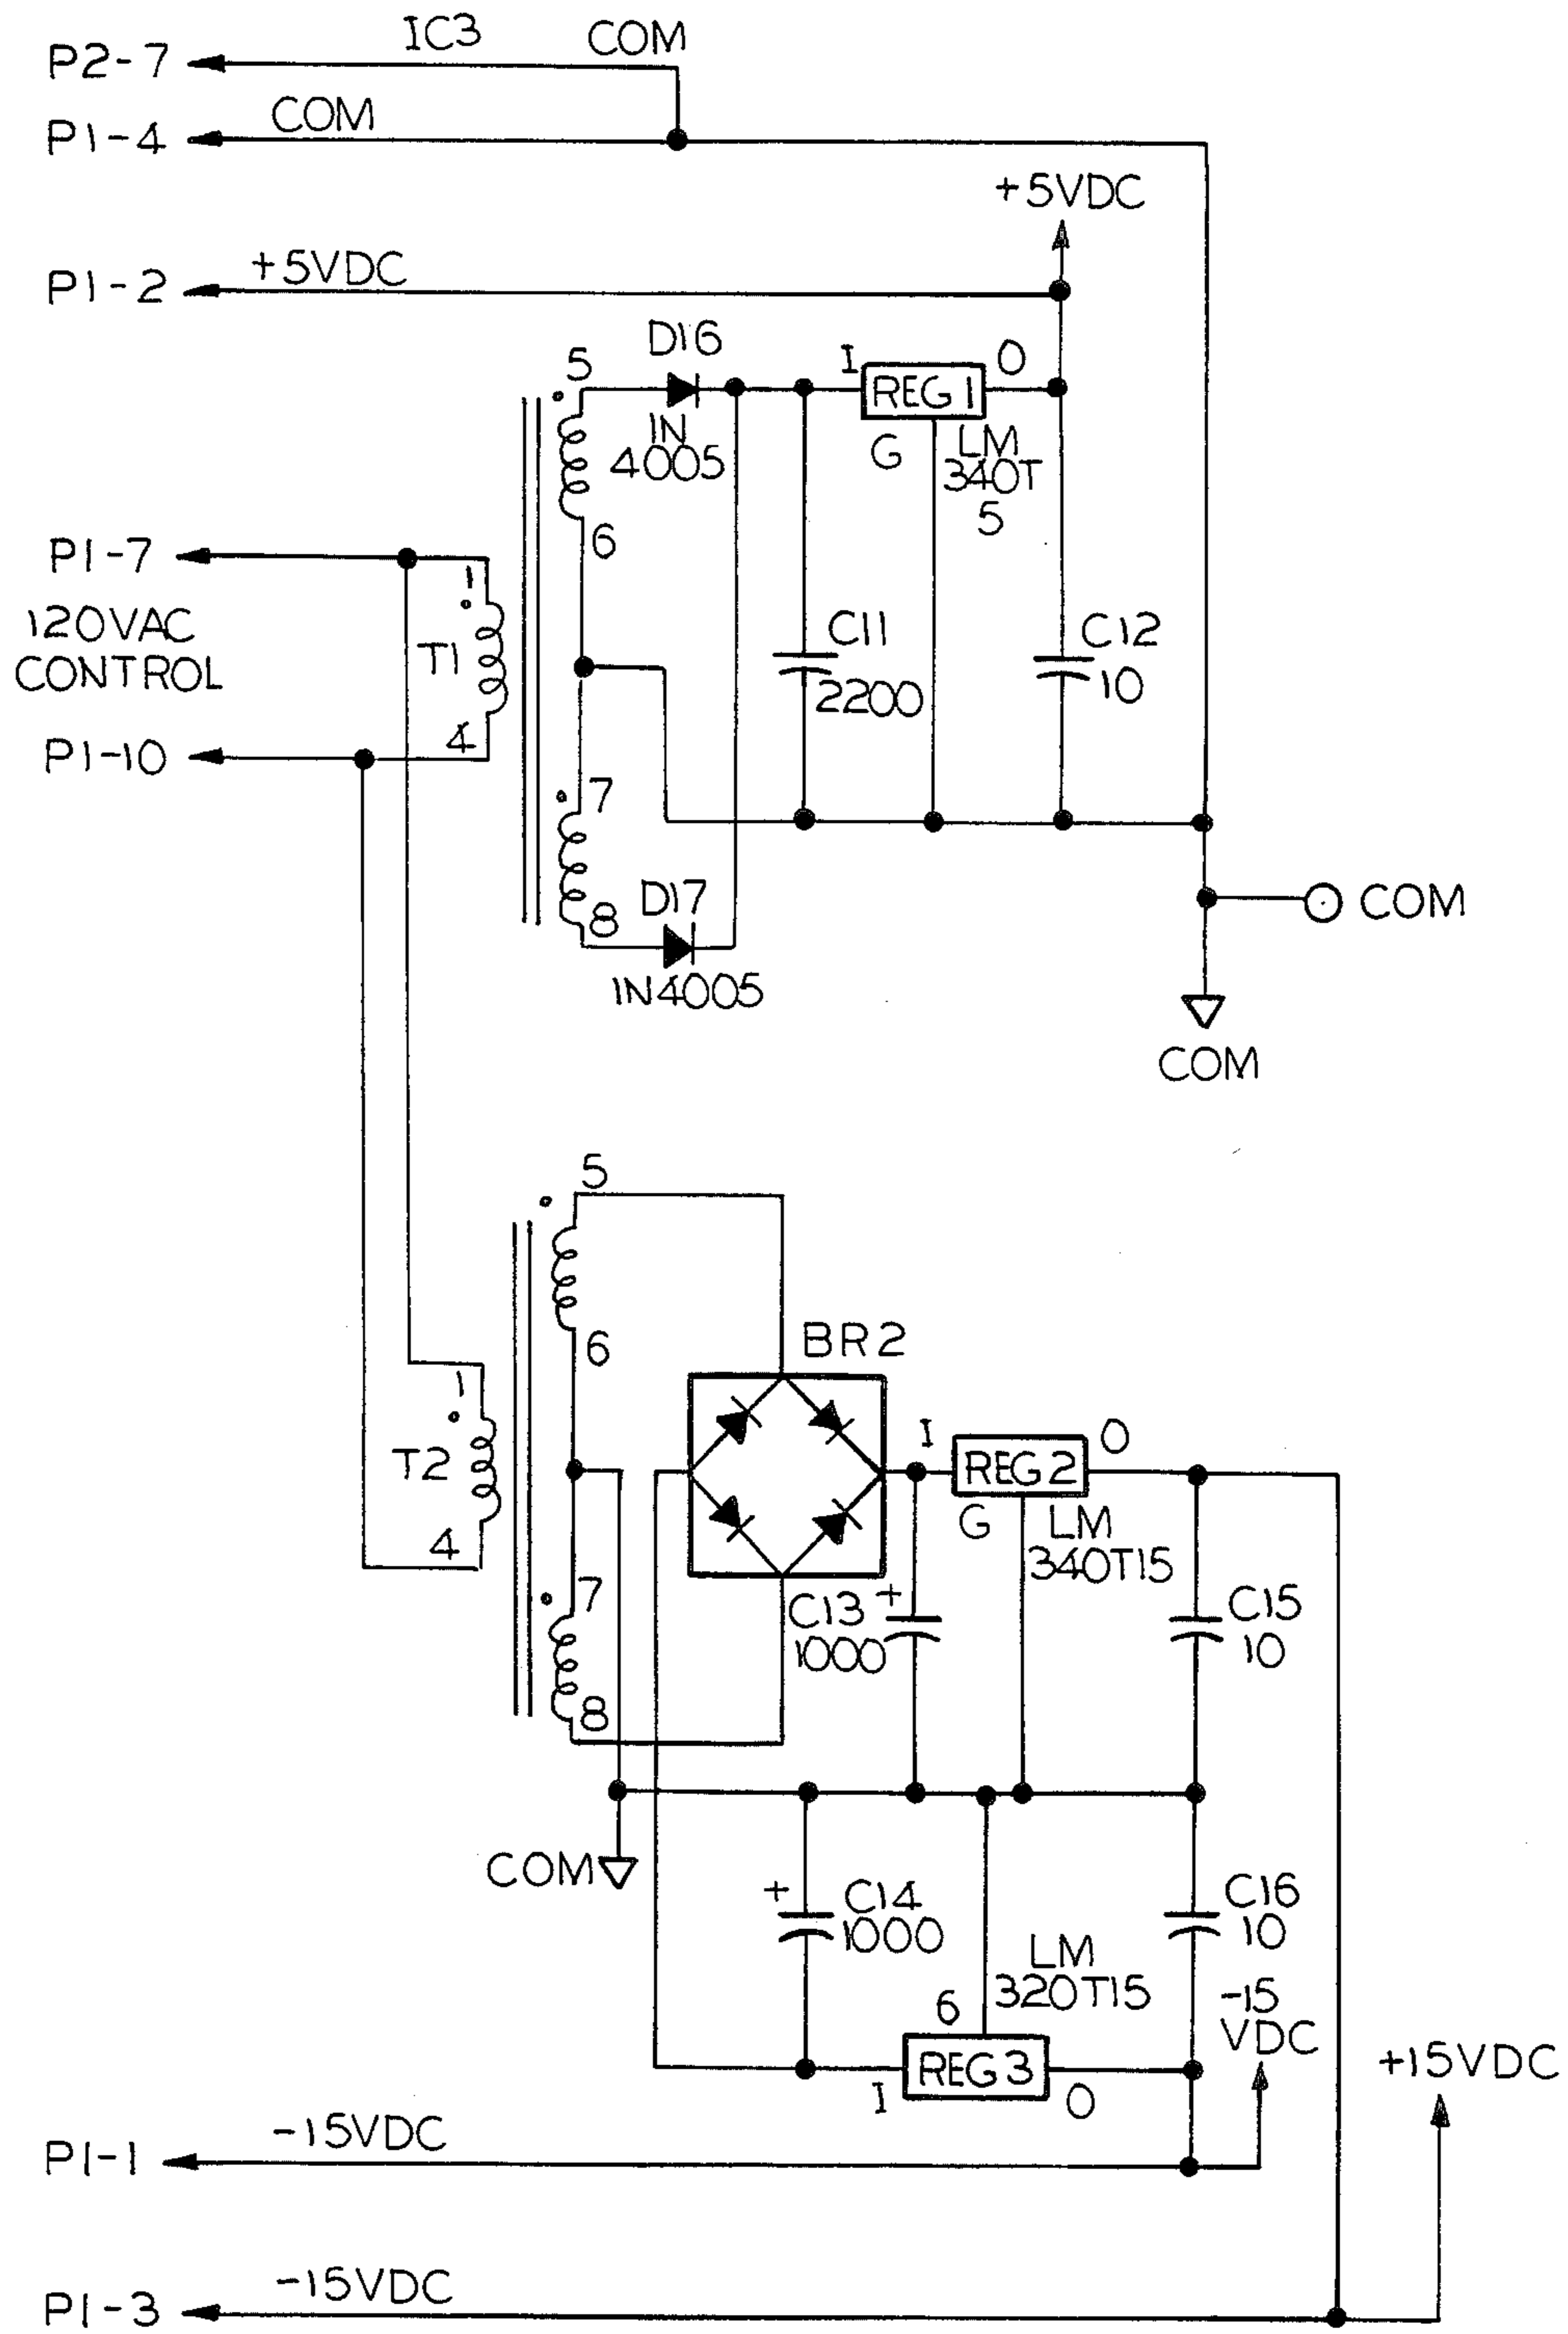 IC3 COM
P2-7
COM
P1-4
+5VDC
+5VDC
P1-2
D16
5
I
O
REG 1
IN
4005
G
LM
340T
5
6
P1-7
1
120VAC
CONTROL
T1
C11
2200
C12
10
4
P1-10
7
8
D17
IN4005
COM
COM
5
6
BR2
1
T2
4
I
O
REG 2
G
LM
340T15
7
C13 +
1000
C15
10
8
COM
+
C14
1000
C16
10
LM
320T15
6
-15
VDC
REG 3
I
O
+15VDC
-15VDC
P1-1
-15VDC
P1-3